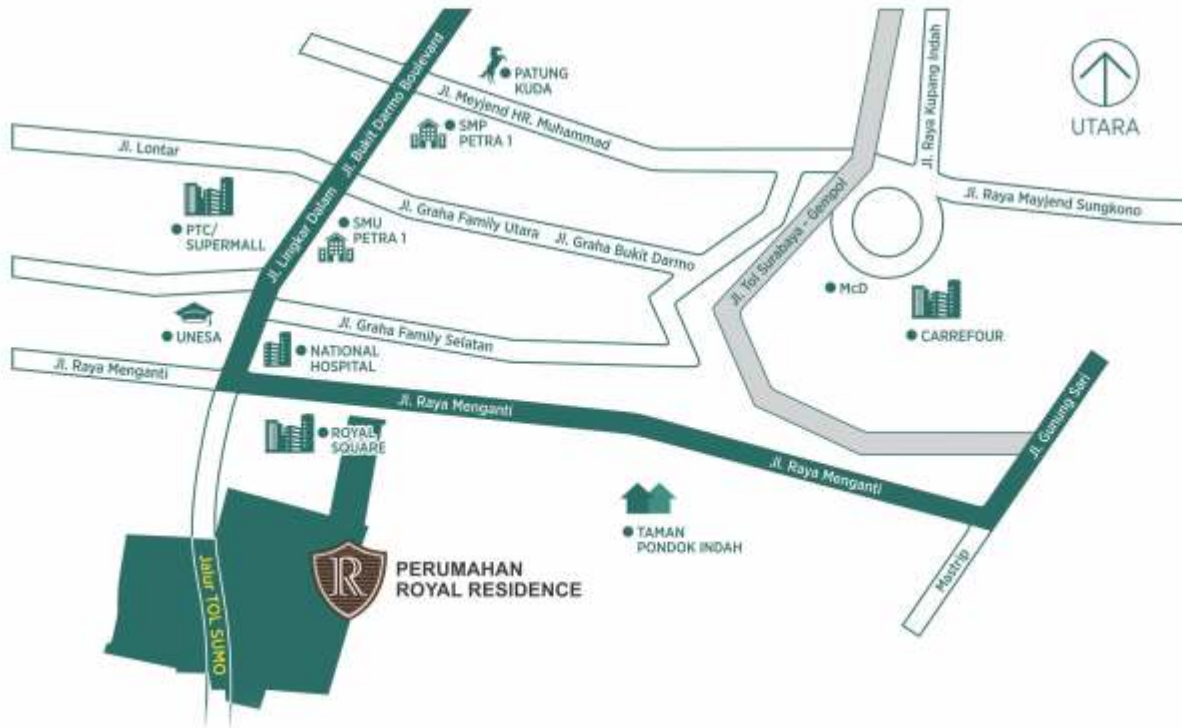 Jl. Bukit Darmo Boulevard
PATUNG
KUDA
Jl. Meyjend HR. Muhammad
SMP
PETRA 1
Jl. Raya Kupang Indah
UTARA
Jl. Lontar
PTC/
SUPERMALL
Jl. Lingkar Dalam
SMU
PETRA 1
Jl. Graha Family Utara
Jl. Graha Bukit Darmo
Jl. Tol Surabaya - Gempol
Jl. Raya Mayjend Sungkono
McD
CARREFOUR
UNESA
Jl. Graha Family Selatan
NATIONAL
HOSPITAL
Jl. Raya Menganti
Jl. Raya Menganti
Jl. Raya Menganti
Jl. Gunung Sari
ROYAL
SQUARE
TAMAN
PONDOK INDAH
Mastrip
R
PERUMAHAN
ROYAL RESIDENCE
Jalur TOL SUMO